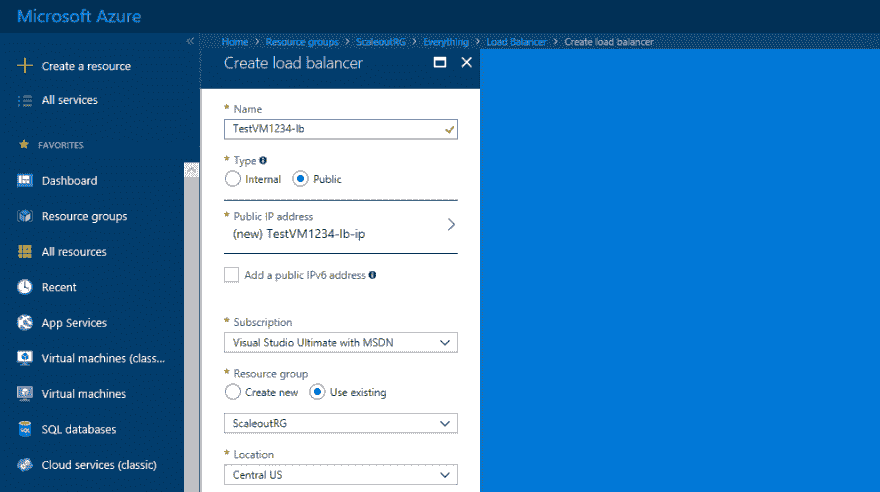 Microsoft Azure
Home > Resource groups > ScaleoutRG > Everything > Load Balancer > Create load balancer
Create a resource
All services
FAVORITES
Dashboard
Resource groups
All resources
Recent
App Services
Virtual machines (class...
Virtual machines
SQL databases
Cloud services (classic)
Create load balancer
* Name
TestVM1234-lb
* Type
Internal Public
* Public IP address
(new) TestVM1234-lb-ip
Add a public IPv6 address
* Subscription
Visual Studio Ultimate with MSDN
* Resource group
Create new Use existing
ScaleoutRG
* Location
Central US